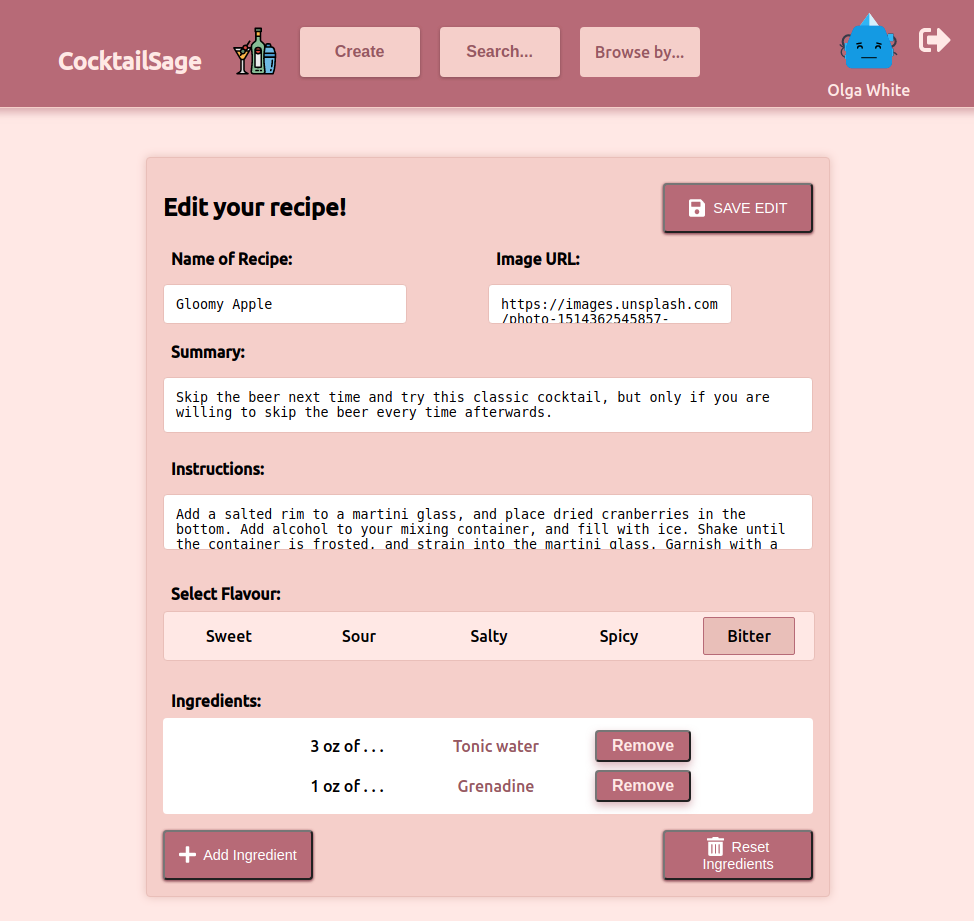 CocktailSage
Create
Search...
Browse by...
Olga White
Edit your recipe!
SAVE EDIT
Name of Recipe:
Image URL:
Gloomy Apple
https://images.unsplash.com
/photo-1514362545857-
Summary:
Skip the beer next time and try this classic cocktail, but only if you are
willing to skip the beer every time afterwards.
Instructions:
Add a salted rim to a martini glass, and place dried cranberries in the
bottom. Add alcohol to your mixing container, and fill with ice. Shake until
the container is frosted, and strain into the martini glass. Garnish with a
Select Flavour:
Sweet
Sour
Salty
Spicy
Bitter
Ingredients:
3 oz of . . .
Tonic water
Remove
1 oz of . . .
Grenadine
Remove
Add Ingredient
Reset
Ingredients